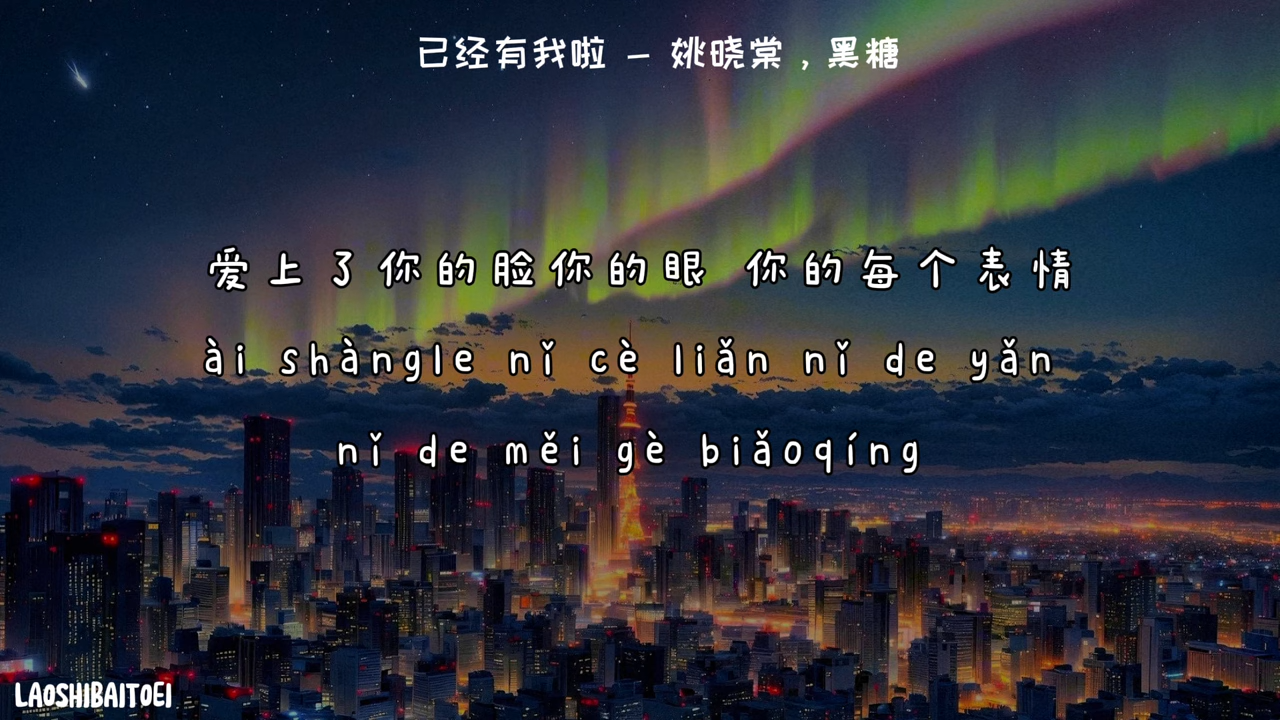 已经有我啦 – 姚晓棠，黑糖
爱上了你的脸你的眼 你的每个表情
ài shàngle nǐ cè liǎn nǐ de yǎn
nǐ de měi gè biǎoqíng
LAOSHIBAITOEI